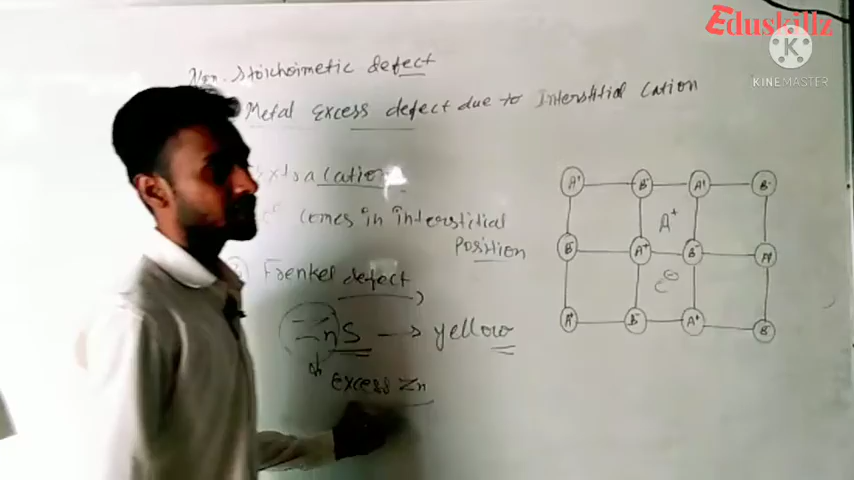 Eduskillz
KINEMASTER
Non-Stoichoimetic defect
Metal excess defect due to Interstitial Cation
Extra Cation
comes in interstitial
position
Frenkel defect
ZnS → yellow
Excess Zn
A+ B- A+ B-
A+
B- A+ B- A+
e⊖
A+ B- A+ B-